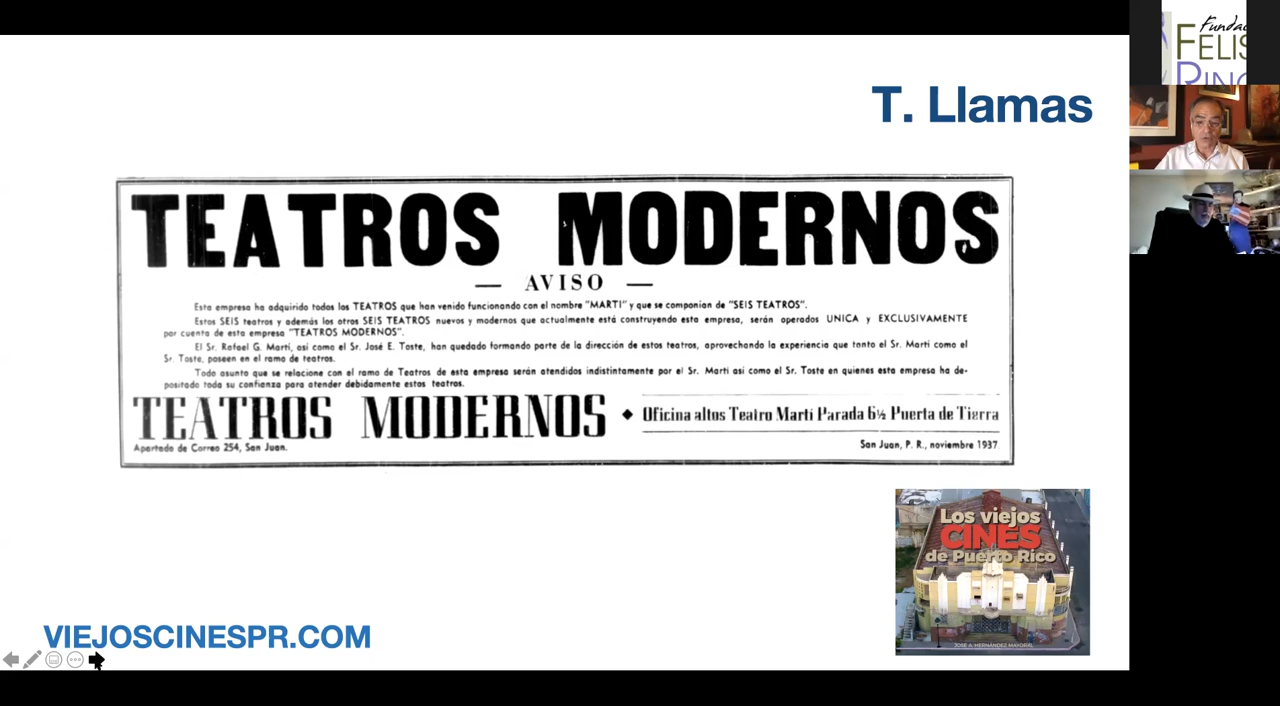 T. Llamas
TEATROS MODERNOS
— AVISO —
Esta empresa ha adquirido todos los TEATROS que han venido funcionando con el nombre "MARTI" y que se componían de "SEIS TEATROS".
Estos SEIS teatros y además los otros SEIS TEATROS nuevos y modernos que actualmente está construyendo esta empresa, serán operados UNICA y EXCLUSIVAMENTE
por cuenta de esta empresa "TEATROS MODERNOS".
El Sr. Rafael G. Martí, así como el Sr. José E. Toste, han quedado formando parte de la dirección de estos teatros, aprovechando la experiencia que tanto el Sr. Martí como el
Sr. Toste, poseen en el ramo de teatros.
Todo asunto que se relacione con el ramo de Teatros de esta empresa serán atendidos indistintamente por el Sr. Martí así como el Sr. Toste en quienes esta empresa ha de-
positado toda su confianza para atender debidamente estos teatros.
TEATROS MODERNOS ◆ Oficina altos Teatro Martí Parada 6½ Puerta de Tierra
Apartado de Correo 254, San Juan.
San Juan, P. R., noviembre 1937
Los viejos
CINES
de Puerto Rico
JOSÉ A. HERNÁNDEZ MAYORAL
VIEJOSCINESPR.COM